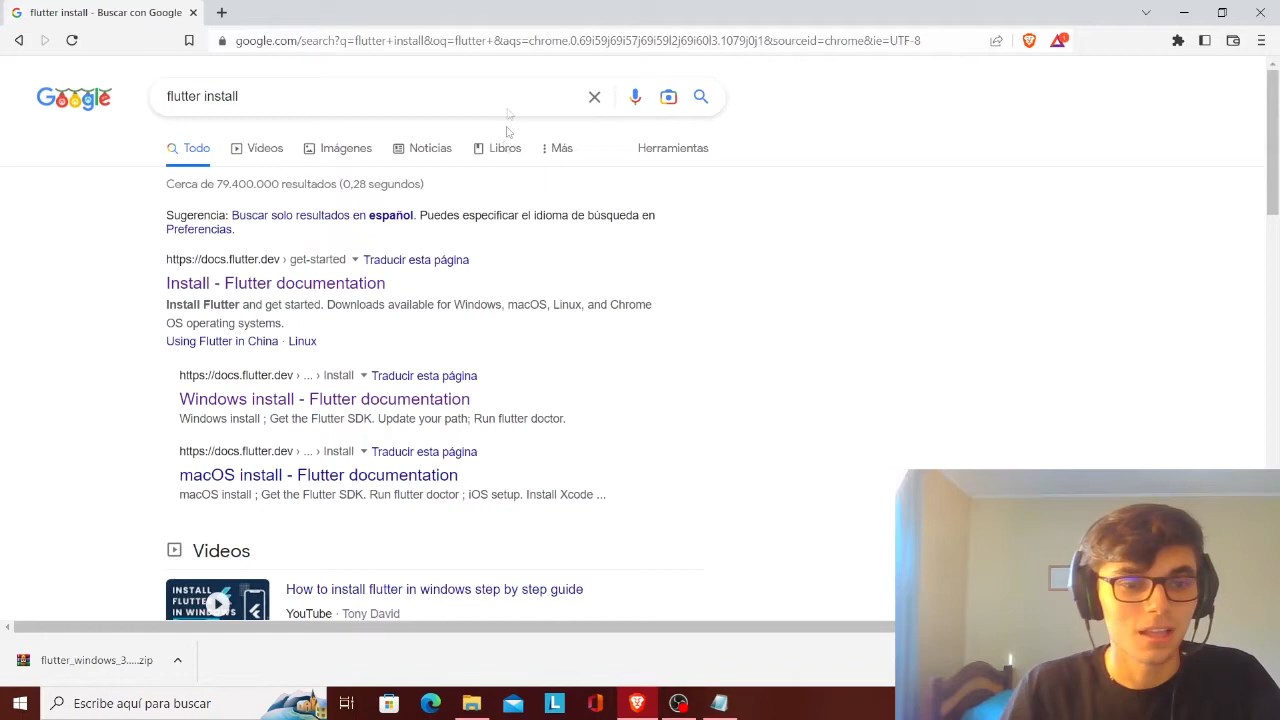 flutter install - Buscar con Google
google.com/search?q=flutter+install&oq=flutter+&aqs=chrome.0.69i59j69i57j69i59l2j69i60l3.1079j0j1&sourceid=chrome&ie=UTF-8
1
Google
flutter install
Todo
Vídeos
Imágenes
Noticias
Libros
Más
Herramientas
Cerca de 79.400.000 resultados (0,28 segundos)
Sugerencia: Buscar solo resultados en español. Puedes especificar el idioma de búsqueda en
Preferencias.
https://docs.flutter.dev › get-started
Traducir esta página
Install - Flutter documentation
Install Flutter and get started. Downloads available for Windows, macOS, Linux, and Chrome
OS operating systems.
Using Flutter in China · Linux
https://docs.flutter.dev › ... › Install
Traducir esta página
Windows install - Flutter documentation
Windows install ; Get the Flutter SDK. Update your path; Run flutter doctor.
https://docs.flutter.dev › ... › Install
Traducir esta página
macOS install - Flutter documentation
macOS install ; Get the Flutter SDK. Run flutter doctor ; iOS setup. Install Xcode ...
Videos
INSTALL
FLUTTER
IN WINDOWS
How to install flutter in windows step by step guide
YouTube · Tony David
flutter_windows_3.....zip
Escribe aquí para buscar
L